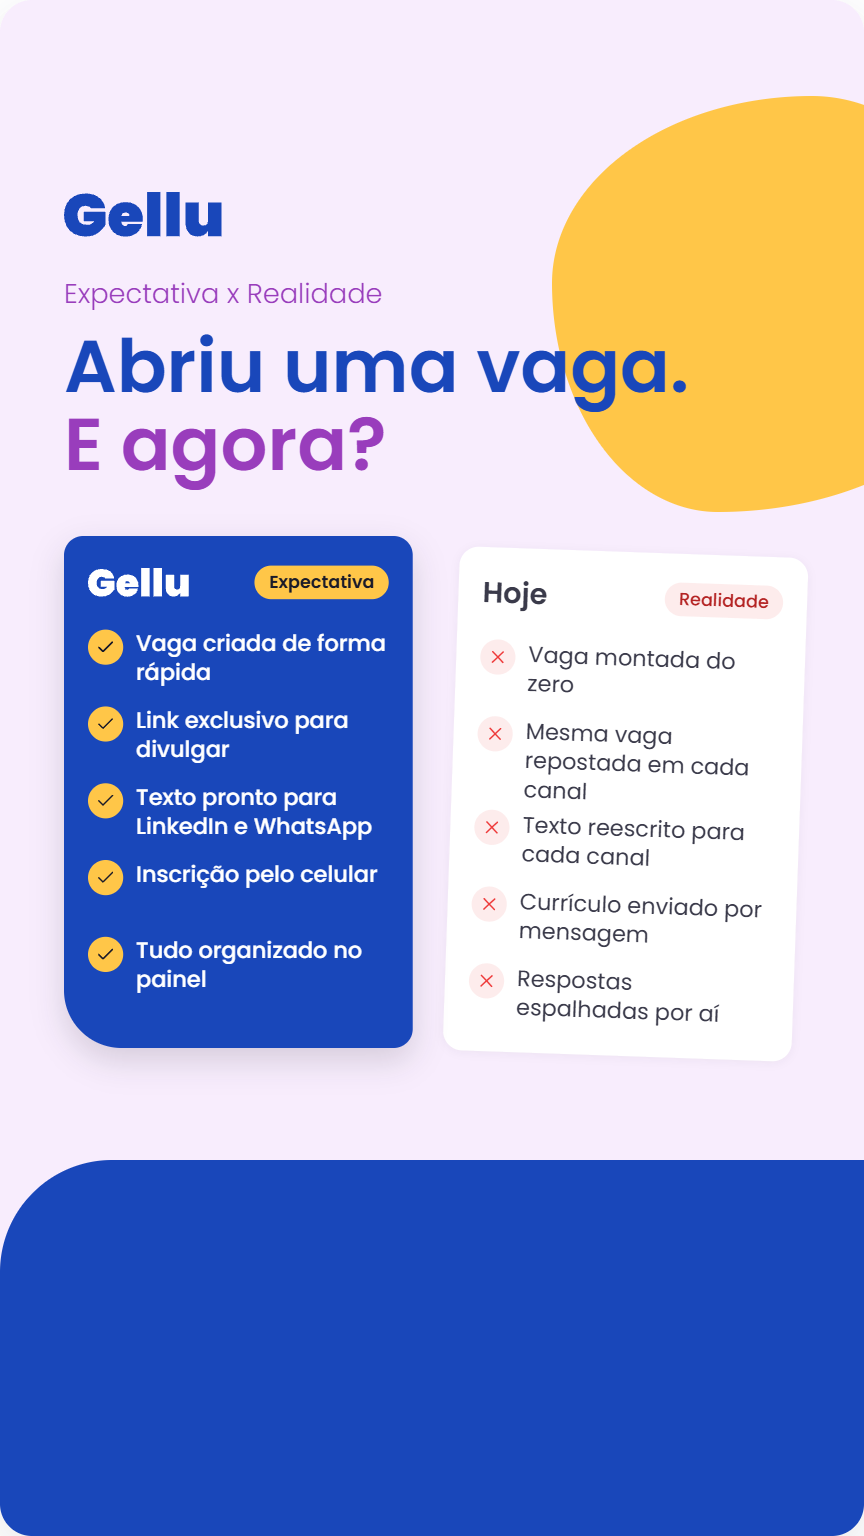 Gellu
Expectativa x Realidade
Abriu uma vaga.
E agora?
Gellu
Expectativa
Vaga criada de forma
rápida
Link exclusivo para
divulgar
Texto pronto para
LinkedIn e WhatsApp
Inscrição pelo celular
Tudo organizado no
painel
Hoje
Realidade
Vaga montada do
zero
Mesma vaga
repostada em cada
canal
Texto reescrito para
cada canal
Currículo enviado por
mensagem
Respostas
espalhadas por aí